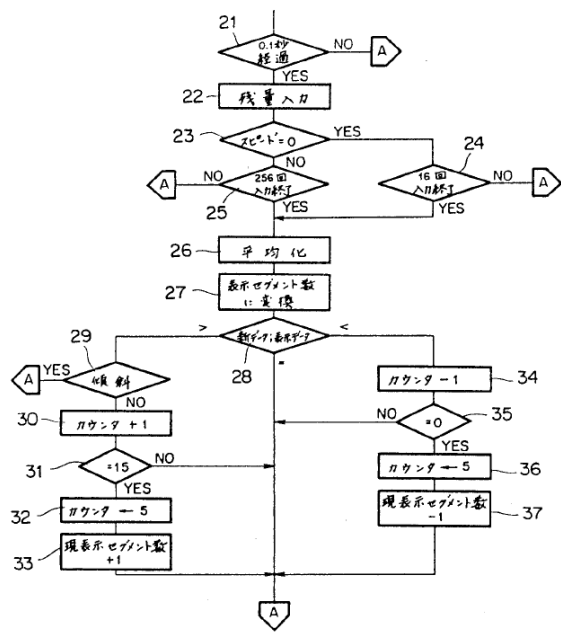 21
0.1秒
経過
NO
A
YES
22
残量入力
23
スピード=0
YES
24
NO
NO
A
256回
入力終了
25
YES
16回
入力終了
NO
A
YES
26
平均化
27
表示セグメント数
に変換
>
新データ:表示データ
<
28
=
29
YES
A
傾斜
NO
30
カウンタ +1
31
=15
NO
YES
32
カウンタ ← 5
33
現表示セグメント数
+1
カウンタ −1
34
NO
=0
35
YES
カウンタ ← 5
36
現表示セグメント数
−1
37
A